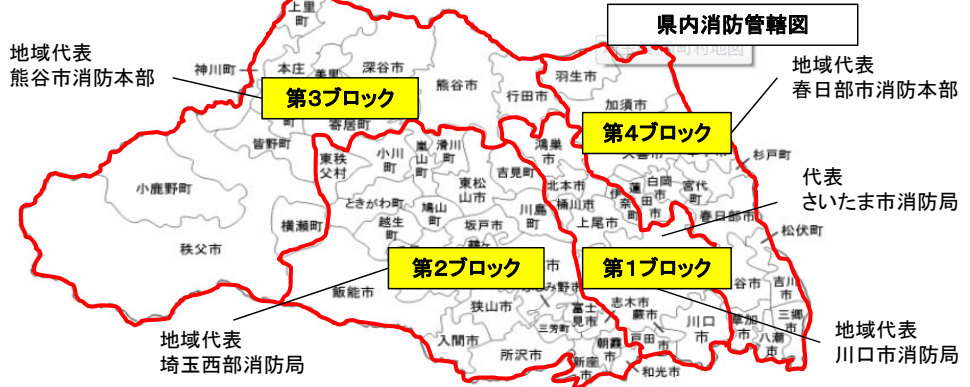 県内消防管轄図
地域代表
熊谷市消防本部
地域代表
春日部市消防本部
代表
さいたま市消防局
地域代表
川口市消防局
地域代表
埼玉西部消防局
第3ブロック
第4ブロック
第2ブロック
第1ブロック
上里
町
神川町
本庄
美里
深谷市
熊谷市
行田市
羽生市
加須市
寄居町
皆野町
小鹿野町
秩父市
横瀬町
東秩
父村
小川
町
嵐
山
町
滑川
町
吉見町
鴻巣
市
北本市
桶川市
上尾市
伊
奈
町
蓮
田
市
白岡
市
宮代
町
杉戸町
春日部市
松伏町
ときがわ町
越生
町
鳩山
町
東松
山市
坂戸市
川島
町
鶴ヶ
飯能市
狭山市
入間市
所沢市
三芳町
ふじみ野市
富士
見市
志木市
蕨市
戸田
市
川口
市
朝霞
市
新座
市
和光市
谷市
草加
市
八潮
市
吉川
市
三郷
市